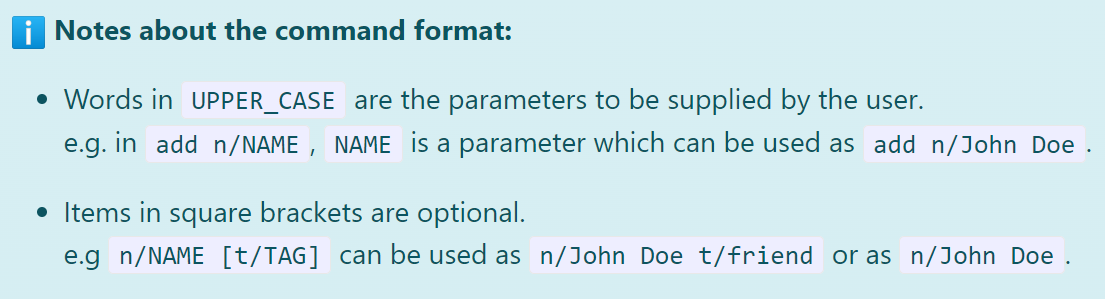 Notes about the command format:
Words in UPPER_CASE are the parameters to be supplied by the user.
e.g. in add n/NAME, NAME is a parameter which can be used as add n/John Doe.
Items in square brackets are optional.
e.g n/NAME [t/TAG] can be used as n/John Doe t/friend or as n/John Doe.